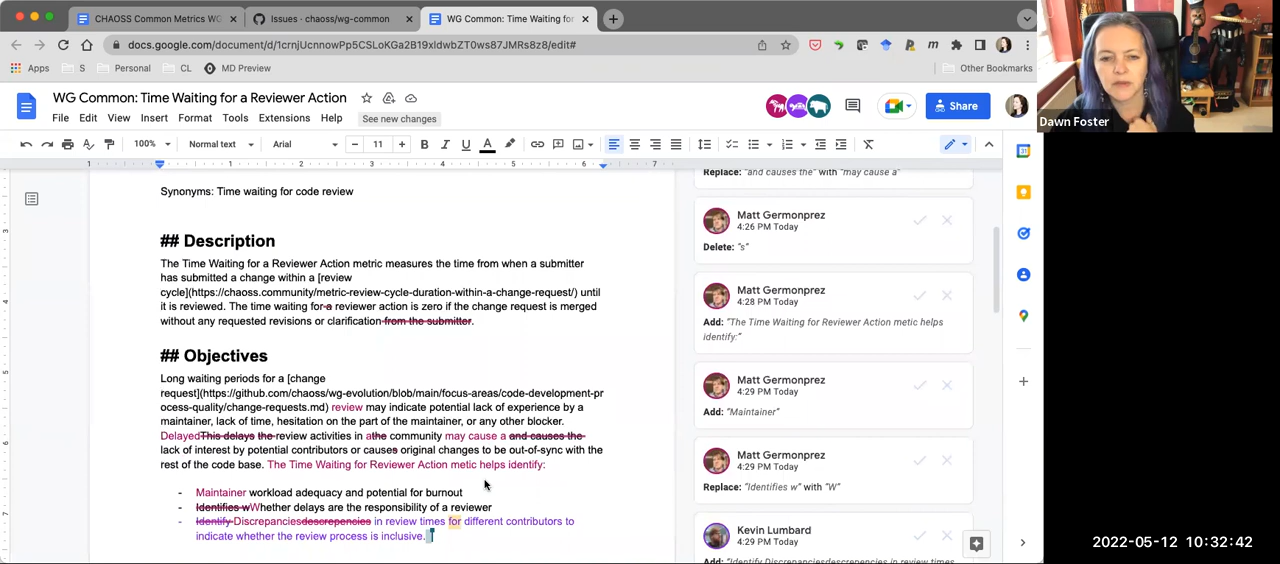 CHAOSS Common Metrics WG
Issues · chaoss/wg-common
WG Common: Time Waiting for
docs.google.com/document/d/1crnjUcnnowPp5CSLoKGa2B19xldwbZT0ws87JMRs8z8/edit#
Apps
S
Personal
CL
MD Preview
Other Bookmarks
WG Common: Time Waiting for a Reviewer Action
File Edit View Insert Format Tools Extensions Help
See new changes
Share
100%
Normal text
Arial
11
Synonyms: Time waiting for code review
## Description
The Time Waiting for a Reviewer Action metric measures the time from when a submitter
has submitted a change within a [review
cycle](https://chaoss.community/metric-review-cycle-duration-within-a-change-request/) until
it is reviewed. The time waiting for a reviewer action is zero if the change request is merged
without any requested revisions or clarification from the submitter.
## Objectives
Long waiting periods for a [change
request](https://github.com/chaoss/wg-evolution/blob/main/focus-areas/code-development-pr
ocess-quality/change-requests.md) review may indicate potential lack of experience by a
maintainer, lack of time, hesitation on the part of the maintainer, or any other blocker.
DelayedThis delays the review activities in athe community may cause a and causes the
lack of interest by potential contributors or causes original changes to be out-of-sync with the
rest of the code base. The Time Waiting for Reviewer Action metic helps identify:
- Maintainer workload adequacy and potential for burnout
- Identifies wWhether delays are the responsibility of a reviewer
- Identify Discrepanciesdescrepencies in review times for different contributors to
indicate whether the review process is inclusive.
Replace: "and causes the" with "may cause a"
Matt Germonprez
4:26 PM Today
Delete: "s"
Matt Germonprez
4:28 PM Today
Add: "The Time Waiting for Reviewer Action metic helps
identify:"
Matt Germonprez
4:29 PM Today
Add: "Maintainer"
Matt Germonprez
4:29 PM Today
Replace: "Identifies w" with "W"
Kevin Lumbard
4:29 PM Today
Add: "Identify Discrepanciesdescrepencies in review times
Dawn Foster
2022-05-12 10:32:42